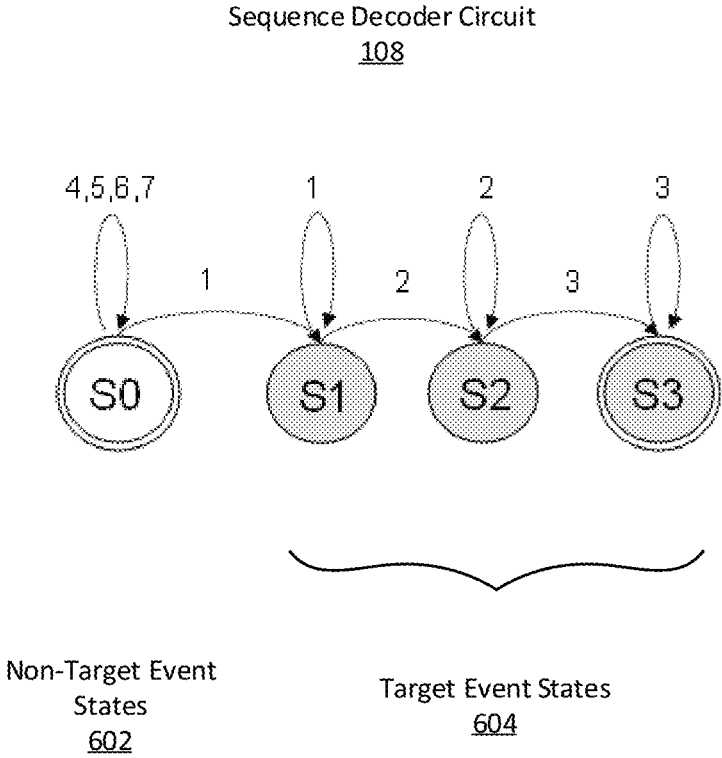 Sequence Decoder Circuit
108
4,5,6,7
1
2
3
1
2
3
S0
S1
S2
S3
Non-Target Event
States
602
Target Event States
604